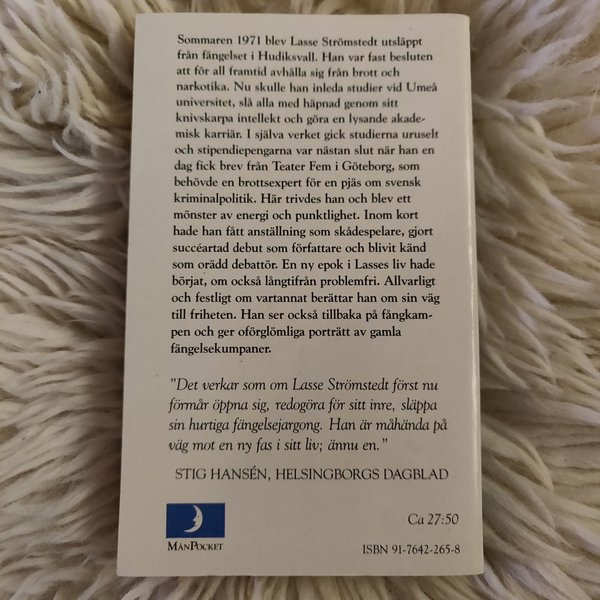 Sommaren 1971 blev Lasse Strömstedt utsläppt
från fängelset i Hudiksvall. Han var fast besluten
att för all framtid avhålla sig från brott och
narkotika. Nu skulle han inleda studier vid Umeå
universitet, slå alla med häpnad genom sitt
knivskarpa intellekt och göra en lysande akade-
misk karriär. I själva verket gick studierna uruselt
och stipendiepengarna var nästan slut när han en
dag fick brev från Teater Fem i Göteborg, som
behövde en brottsexpert för en pjäs om svensk
kriminalpolitik. Här trivdes han och blev ett
mönster av energi och punktlighet. Inom kort
hade han fått anställning som skådespelare, gjort
succéartad debut som författare och blivit känd
som orädd debattör. En ny epok i Lasses liv hade
börjat, om också långtifrån problemfri. Allvarligt
och festligt om vartannat berättar han om sin väg
till friheten. Han ser också tillbaka på fångkam-
pen och ger oförglömliga porträtt av gamla
fängelsekumpaner.
"Det verkar som om Lasse Strömstedt först nu
förmår öppna sig, redogöra för sitt inre, släppa
sin hurtiga fängelsejargong. Han är måhända på
väg mot en ny fas i sitt liv; ännu en."
STIG HANSÉN, HELSINGBORGS DAGBLAD
MÅNPOCKET
Ca 27:50
ISBN 91-7642-265-8